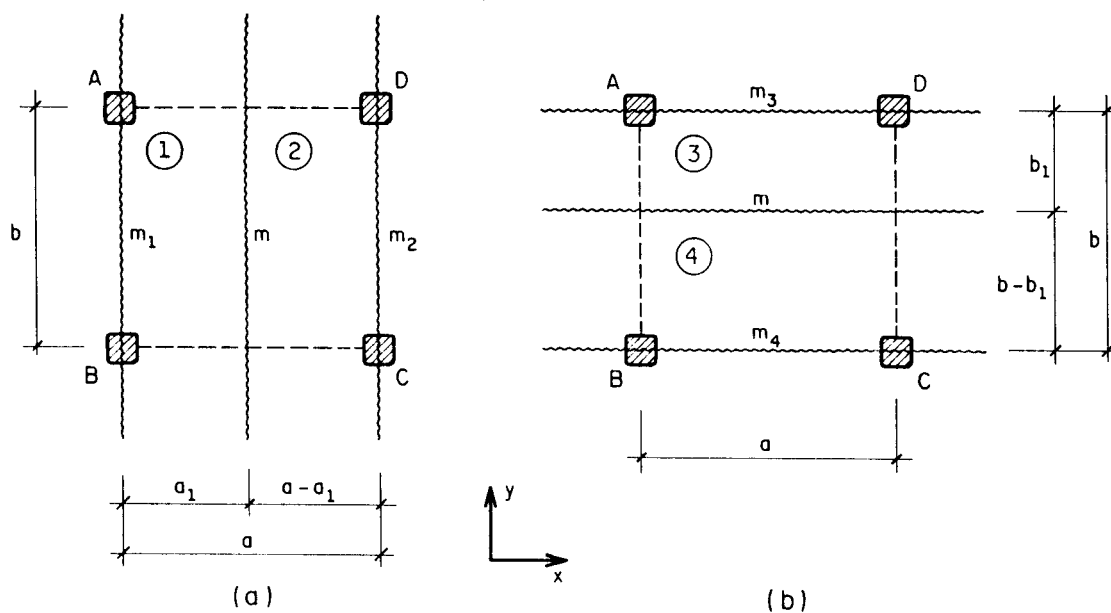 A D
① ②
b m₁ m m₂
B C
a₁ a - a₁
a
(a)
A D
m₃
③ b₁
m
④ b
b - b₁
m₄
B C
a
y
x
(b)